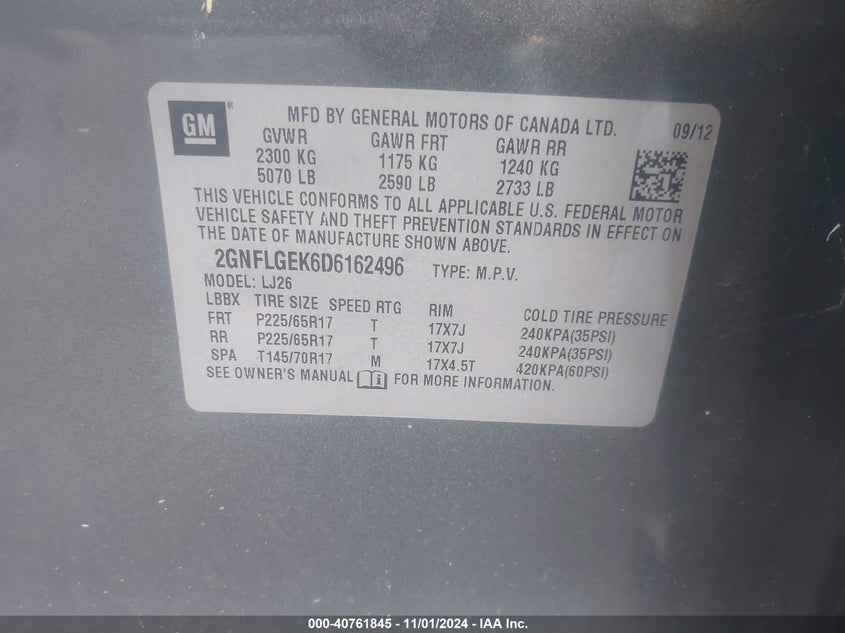 GM®
MFD BY GENERAL MOTORS OF CANADA LTD. 09/12
GVWR GAWR FRT GAWR RR
2300 KG 1175 KG 1240 KG
5070 LB 2590 LB 2733 LB
THIS VEHICLE CONFORMS TO ALL APPLICABLE U.S. FEDERAL MOTOR
VEHICLE SAFETY AND THEFT PREVENTION STANDARDS IN EFFECT ON
THE DATE OF MANUFACTURE SHOWN ABOVE.
2GNFLGEK6D6162496 TYPE: M.P.V.
MODEL: LJ26
LBBX TIRE SIZE SPEED RTG RIM COLD TIRE PRESSURE
FRT P225/65R17 T 17X7J 240KPA(35PSI)
RR P225/65R17 T 17X7J 240KPA(35PSI)
SPA T145/70R17 M 17X4.5T 420KPA(60PSI)
SEE OWNER'S MANUAL FOR MORE INFORMATION.
000-40761845 - 11/01/2024 - IAA Inc.